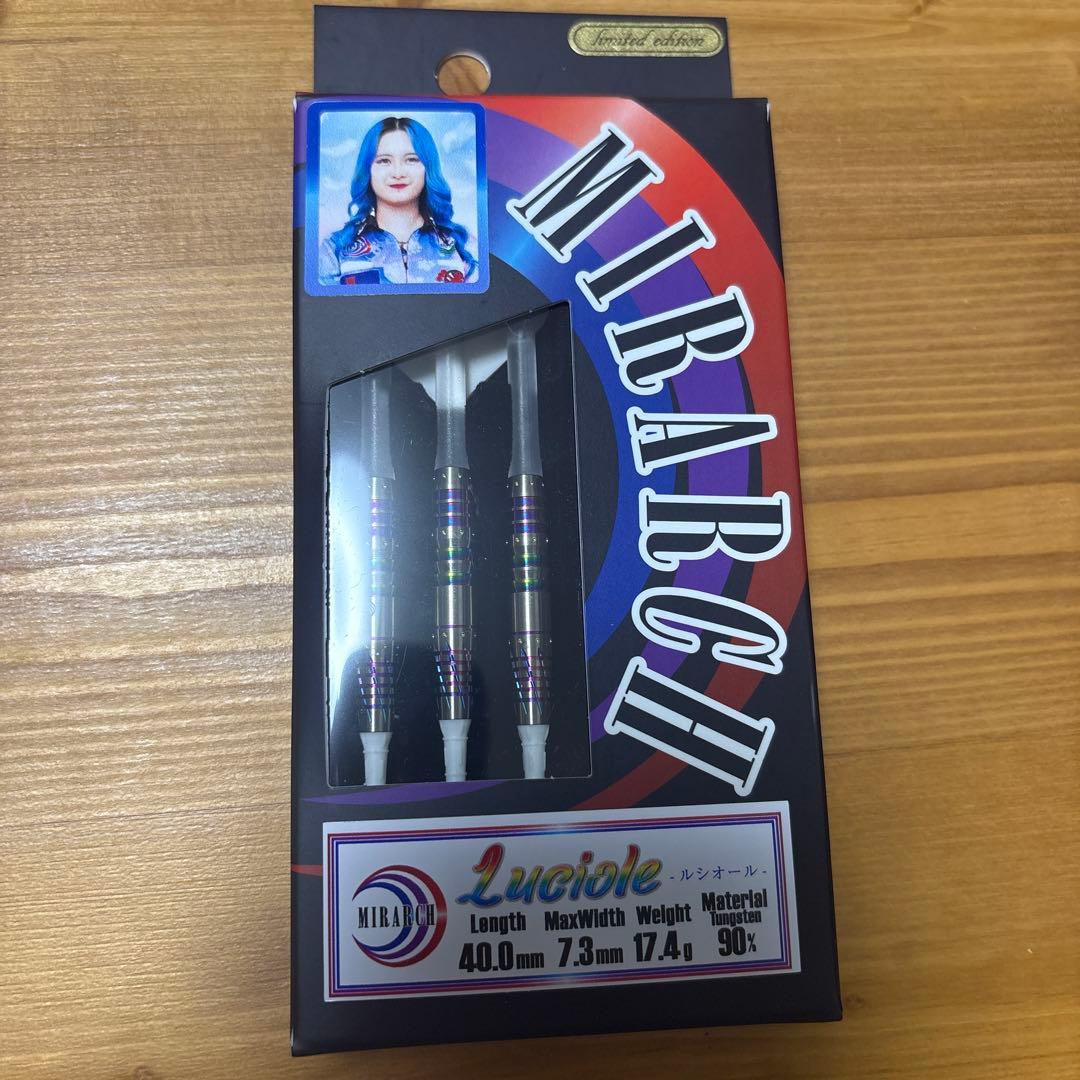 limited edition
MIRARCH
Luciole -ルシオール-
MIRARCH
Length MaxWidth Weight Material Tungsten
40.0mm 7.3mm 17.4g 90%